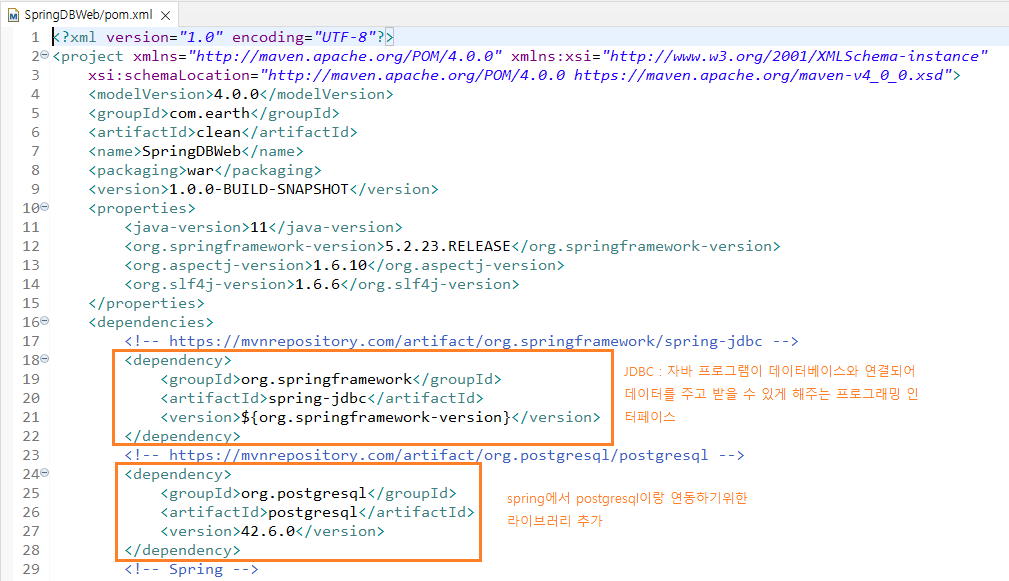 SpringDBWeb/pom.xml
1 <?xml version="1.0" encoding="UTF-8"?>
2 <project xmlns="http://maven.apache.org/POM/4.0.0" xmlns:xsi="http://www.w3.org/2001/XMLSchema-instance"
3 xsi:schemaLocation="http://maven.apache.org/POM/4.0.0 https://maven.apache.org/maven-v4_0_0.xsd">
4 <modelVersion>4.0.0</modelVersion>
5 <groupId>com.earth</groupId>
6 <artifactId>clean</artifactId>
7 <name>SpringDBWeb</name>
8 <packaging>war</packaging>
9 <version>1.0.0-BUILD-SNAPSHOT</version>
10 <properties>
11 <java-version>11</java-version>
12 <org.springframework-version>5.2.23.RELEASE</org.springframework-version>
13 <org.aspectj-version>1.6.10</org.aspectj-version>
14 <org.slf4j-version>1.6.6</org.slf4j-version>
15 </properties>
16 <dependencies>
17 <!-- https://mvnrepository.com/artifact/org.springframework/spring-jdbc -->
18 <dependency>
19 <groupId>org.springframework</groupId>
20 <artifactId>spring-jdbc</artifactId>
21 <version>${org.springframework-version}</version>
22 </dependency>
JDBC : 자바 프로그램이 데이터베이스와 연결되어
데이터를 주고 받을 수 있게 해주는 프로그래밍 인
터페이스
23 <!-- https://mvnrepository.com/artifact/org.postgresql/postgresql -->
24 <dependency>
25 <groupId>org.postgresql</groupId>
26 <artifactId>postgresql</artifactId>
27 <version>42.6.0</version>
28 </dependency>
spring에서 postgresql이랑 연동하기위한
라이브러리 추가
29 <!-- Spring -->